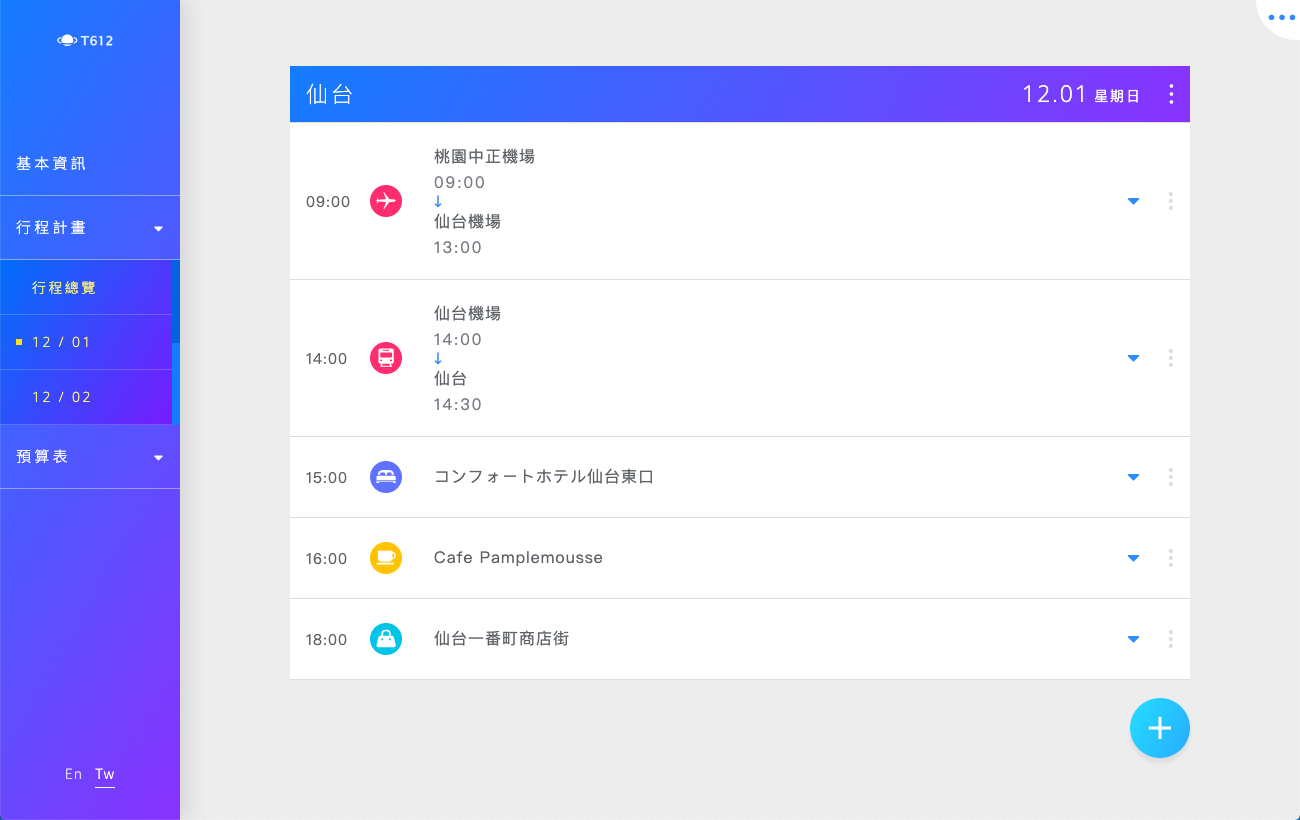 T612
基本資訊
行程計畫
行程總覽
12 / 01
12 / 02
預算表
En Tw
仙台
12.01 星期日
09:00
桃園中正機場
09:00
↓
仙台機場
13:00
14:00
仙台機場
14:00
↓
仙台
14:30
15:00
コンフォートホテル仙台東口
16:00
Cafe Pamplemousse
18:00
仙台一番町商店街